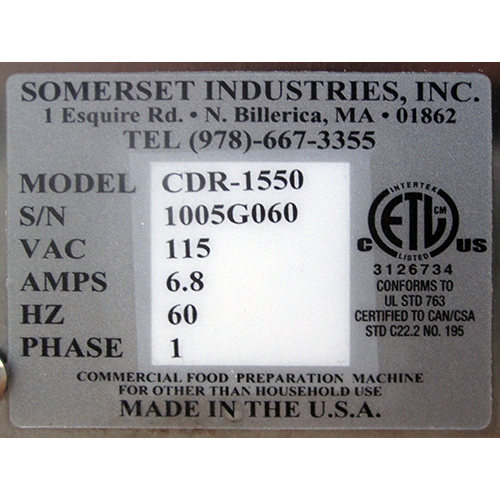 SOMERSET INDUSTRIES, INC.
1 Esquire Rd. • N. Billerica, MA • 01862
TEL (978)-667-3355
MODEL CDR-1550
S/N 1005G060
VAC 115
AMPS 6.8
HZ 60
PHASE 1
INTERTEK
ETL CM
C US
LISTED
3126734
CONFORMS TO
UL STD 763
CERTIFIED TO CAN/CSA
STD C22.2 NO. 195
COMMERCIAL FOOD PREPARATION MACHINE
FOR OTHER THAN HOUSEHOLD USE
MADE IN THE U.S.A.